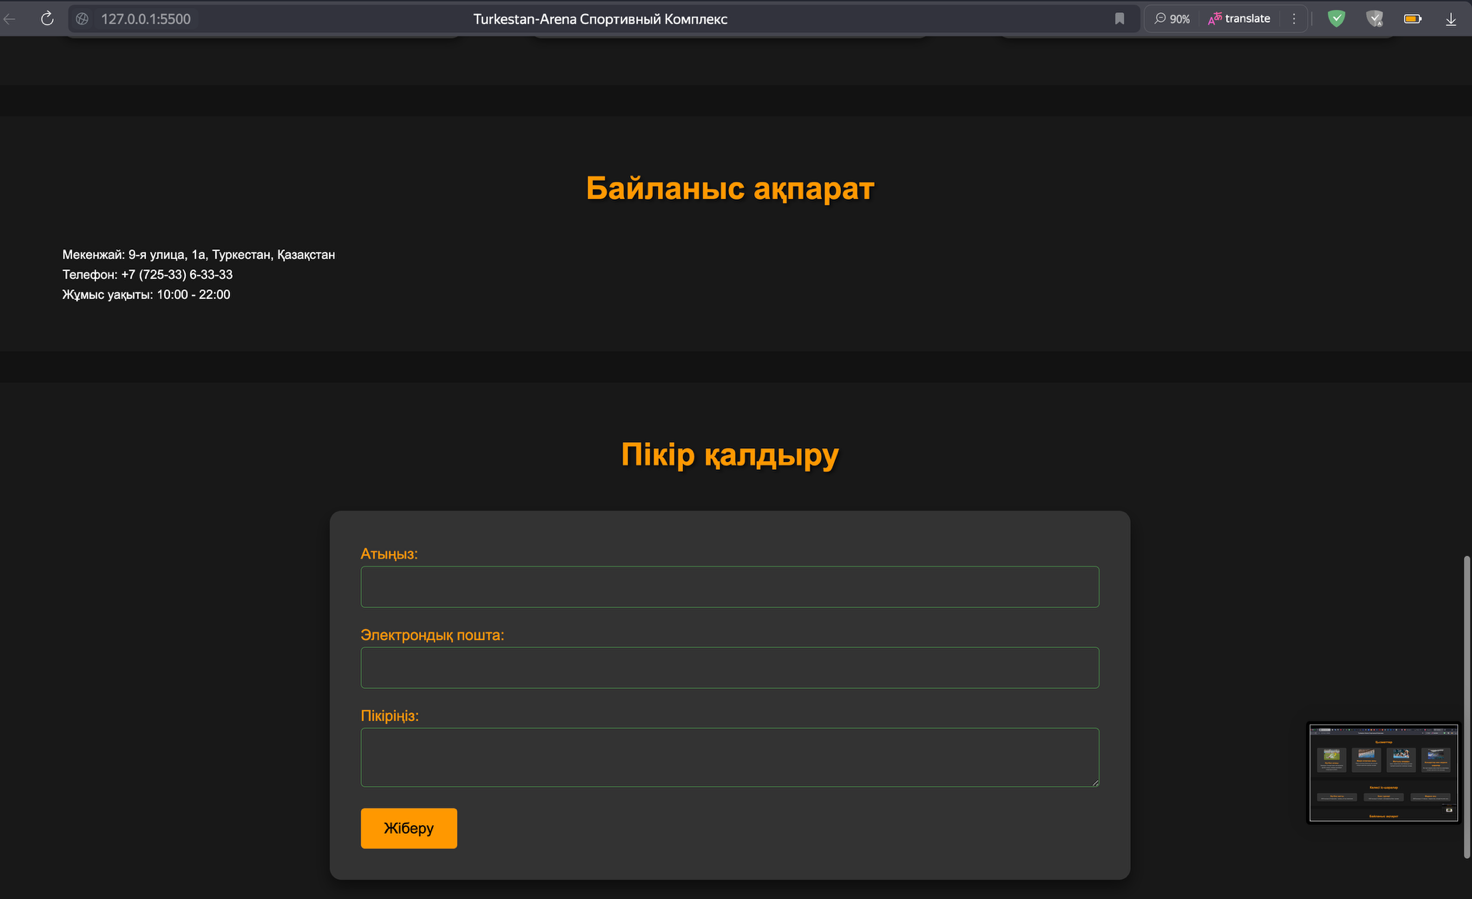 127.0.0.1:5500
Turkestan-Arena Спортивный Комплекс
90%
translate
Байланыс ақпарат
Мекенжай: 9-я улица, 1а, Туркестан, Қазақстан
Телефон: +7 (725-33) 6-33-33
Жұмыс уақыты: 10:00 - 22:00
Пікір қалдыру
Атыңыз:
Электрондық пошта:
Пікіріңіз:
Жіберу